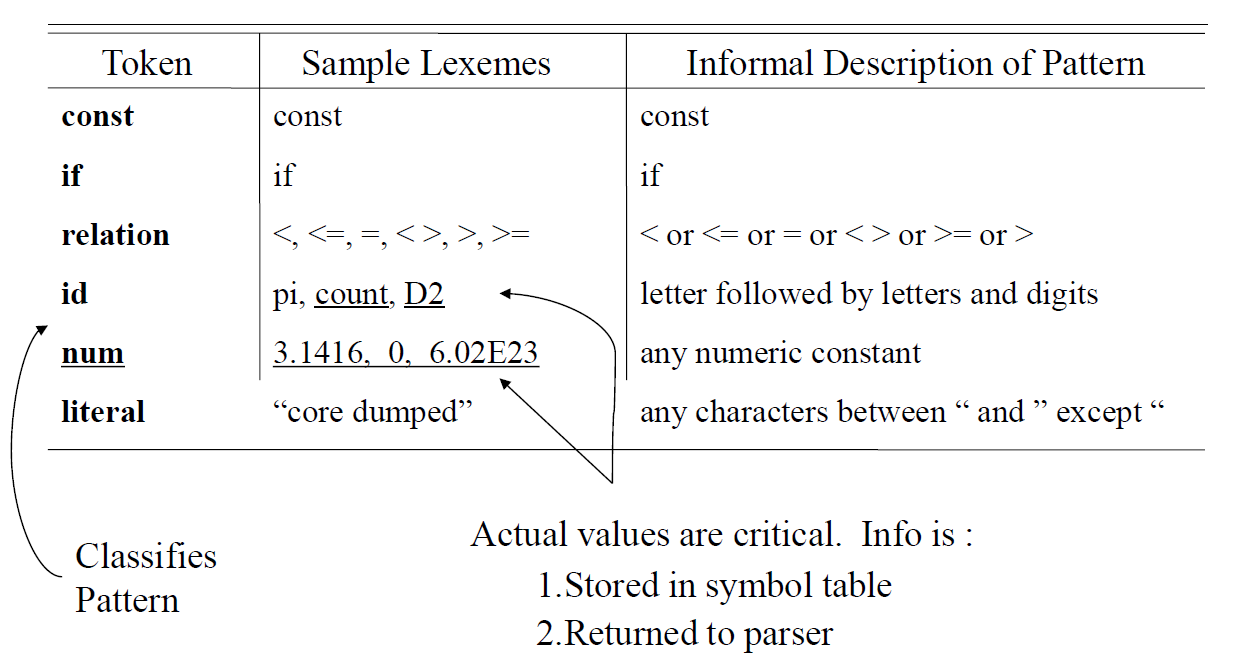 Token Sample Lexemes Informal Description of Pattern
const const const
if if if
relation <, <=, =, < >, >, >= < or <= or = or < > or >= or >
id pi, count, D2 letter followed by letters and digits
num 3.1416, 0, 6.02E23 any numeric constant
literal “core dumped” any characters between “ and ” except “
Classifies
Pattern
Actual values are critical. Info is :
1.Stored in symbol table
2.Returned to parser